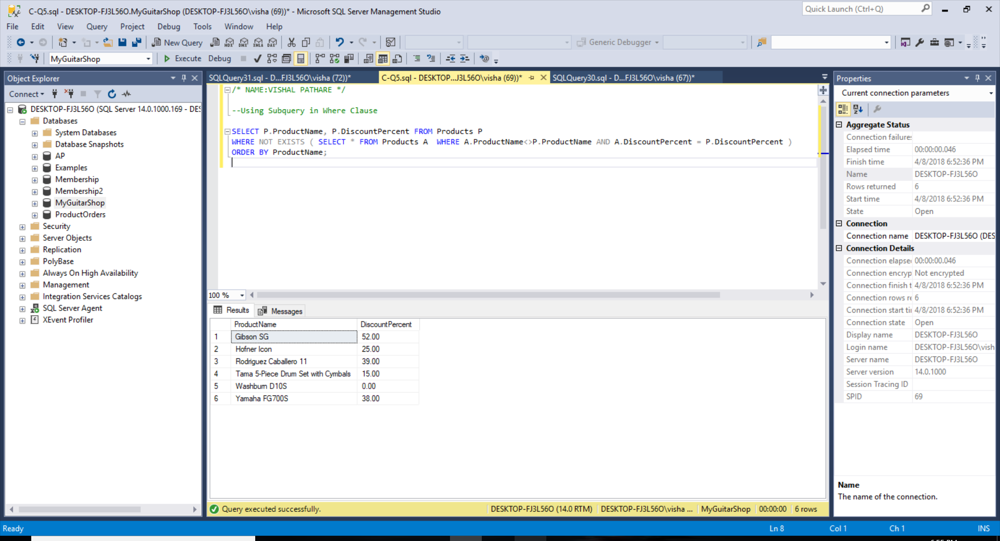 C-Q5.sql - DESKTOP-FJ3L56O.MyGuitarShop (DESKTOP-FJ3L56O\visha (69))* - Microsoft SQL Server Management Studio
Quick Launch (Ctrl+Q)
File Edit View Query Project Debug Tools Window Help
New Query MDX DMX XMLA DAX Generic Debugger
MyGuitarShop Execute Debug
Object Explorer
Connect
DESKTOP-FJ3L56O (SQL Server 14.0.1000.169 - DES
Databases
System Databases
Database Snapshots
AP
Examples
Membership
Membership2
MyGuitarShop
ProductOrders
Security
Server Objects
Replication
PolyBase
Always On High Availability
Management
Integration Services Catalogs
SQL Server Agent
XEvent Profiler
SQLQuery31.sql - D...FJ3L56O\visha (72))* C-Q5.sql - DESKTOP...J3L56O\visha (69))* SQLQuery30.sql - D...FJ3L56O\visha (67))*
/* NAME:VISHAL PATHARE */
--Using Subquery in Where Clause
SELECT P.ProductName, P.DiscountPercent FROM Products P
WHERE NOT EXISTS ( SELECT * FROM Products A  WHERE A.ProductName<>P.ProductName AND A.DiscountPercent = P.DiscountPercent )
ORDER BY ProductName;
100 %
Results Messages
ProductName DiscountPercent
1 Gibson SG 52.00
2 Hofner Icon 25.00
3 Rodriguez Caballero 11 39.00
4 Tama 5-Piece Drum Set with Cymbals 15.00
5 Washburn D10S 0.00
6 Yamaha FG700S 38.00
Query executed successfully. DESKTOP-FJ3L56O (14.0 RTM) DESKTOP-FJ3L56O\visha ... MyGuitarShop 00:00:00 6 rows
Properties
Current connection parameters
Aggregate Status
Connection failures
Elapsed time 00:00:00.046
Finish time 4/8/2018 6:52:36 PM
Name DESKTOP-FJ3L56O
Rows returned 6
Start time 4/8/2018 6:52:36 PM
State Open
Connection
Connection name DESKTOP-FJ3L56O (DES
Connection Details
Connection elapse 00:00:00.046
Connection encryp Not encrypted
Connection finish t 4/8/2018 6:52:36 PM
Connection rows re 6
Connection start ti 4/8/2018 6:52:36 PM
Connection state Open
Display name DESKTOP-FJ3L56O
Login name DESKTOP-FJ3L56O\vish
Server name DESKTOP-FJ3L56O
Server version 14.0.1000
Session Tracing ID
SPID 69
Name
The name of the connection.
Ready Ln 8 Col 1 Ch 1 INS